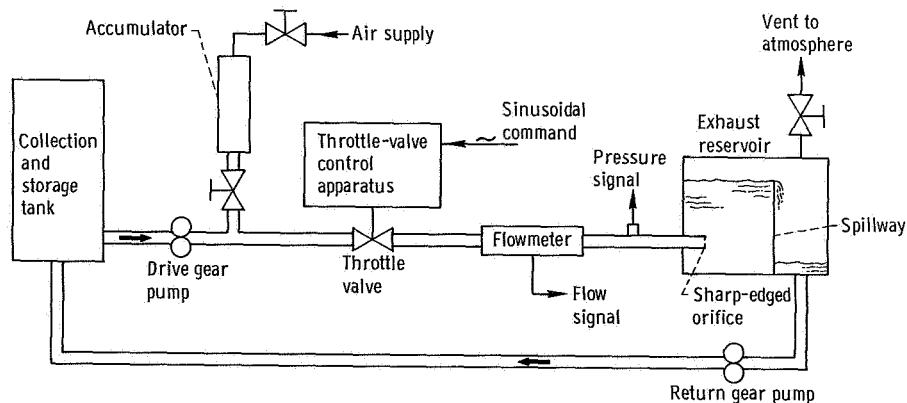 Accumulator
Air supply
Vent to
atmosphere
Collection
and
storage
tank
Throttle-valve
control
apparatus
Sinusoidal
command
~
Pressure
signal
Exhaust
reservoir
Spillway
Drive gear
pump
Throttle
valve
Flowmeter
Flow
signal
Sharp-edged
orifice
Return gear pump